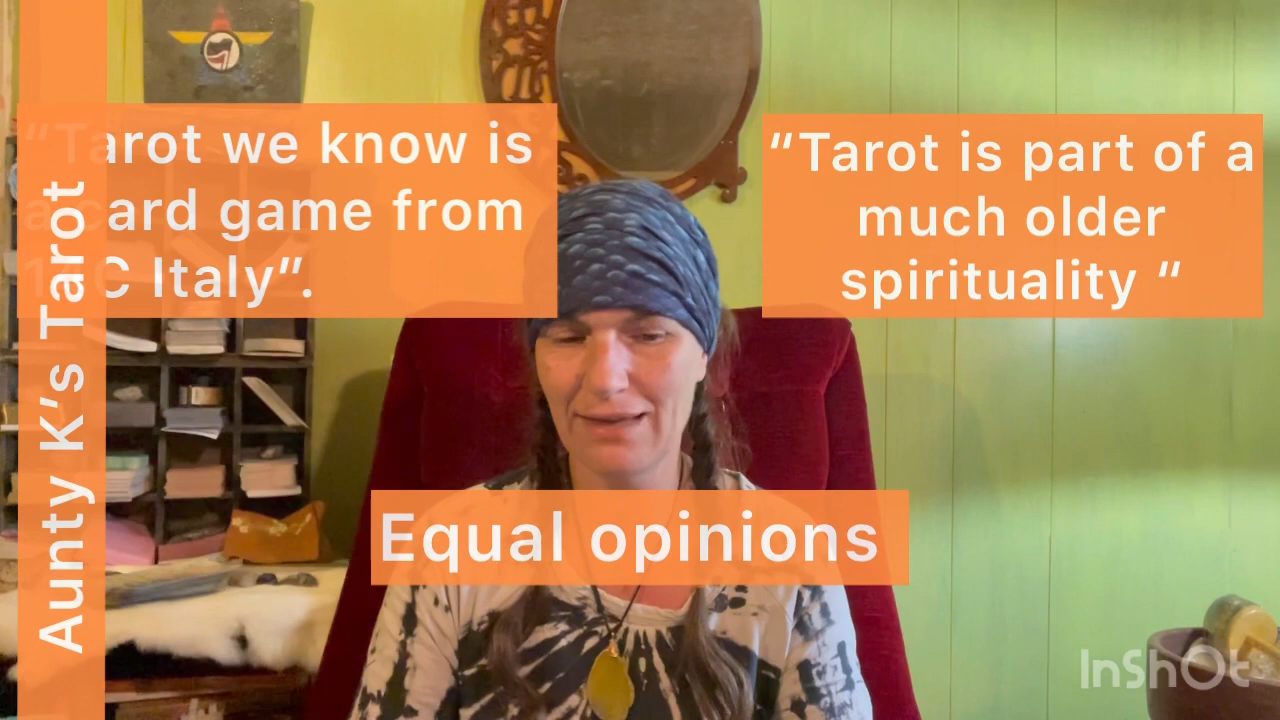 “Tarot we know is
a card game from
C Italy”.
“Tarot is part of a
much older
spirituality “
Equal opinions
Aunty K’s Tarot
InShOt